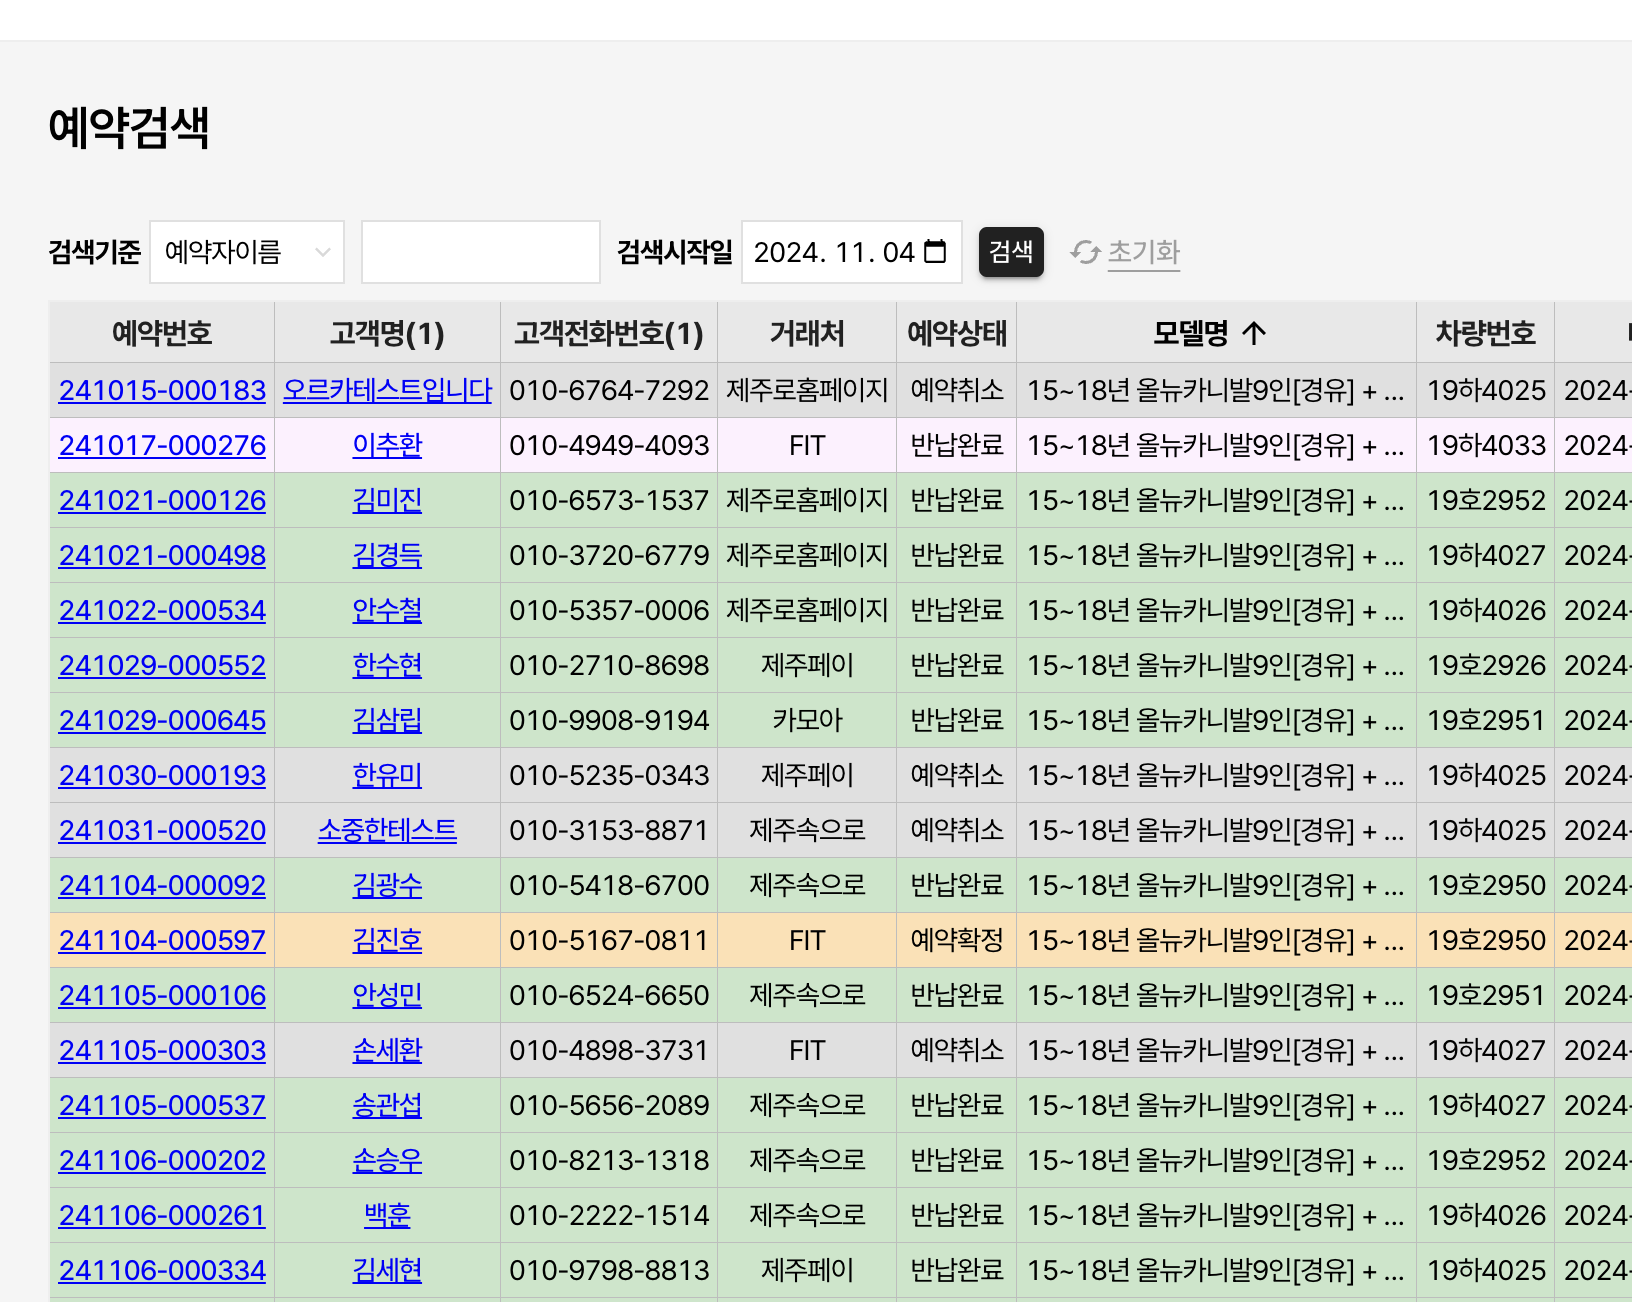 예약검색
검색기준 예약자이름 검색시작일 2024. 11. 04 검색 초기화
예약번호 고객명(1) 고객전화번호(1) 거래처 예약상태 모델명 ↑ 차량번호
241015-000183 오르카테스트입니다 010-6764-7292 제주로홈페이지 예약취소 15~18년 올뉴카니발9인[경유] + ... 19하4025 2024-
241017-000276 이추환 010-4949-4093 FIT 반납완료 15~18년 올뉴카니발9인[경유] + ... 19하4033 2024-
241021-000126 김미진 010-6573-1537 제주로홈페이지 반납완료 15~18년 올뉴카니발9인[경유] + ... 19호2952 2024-
241021-000498 김경득 010-3720-6779 제주로홈페이지 반납완료 15~18년 올뉴카니발9인[경유] + ... 19하4027 2024-
241022-000534 안수철 010-5357-0006 제주로홈페이지 반납완료 15~18년 올뉴카니발9인[경유] + ... 19하4026 2024-
241029-000552 한수현 010-2710-8698 제주페이 반납완료 15~18년 올뉴카니발9인[경유] + ... 19호2926 2024-
241029-000645 김삼립 010-9908-9194 카모아 반납완료 15~18년 올뉴카니발9인[경유] + ... 19호2951 2024-
241030-000193 한유미 010-5235-0343 제주페이 예약취소 15~18년 올뉴카니발9인[경유] + ... 19하4025 2024-
241031-000520 소중한테스트 010-3153-8871 제주속으로 예약취소 15~18년 올뉴카니발9인[경유] + ... 19하4025 2024-
241104-000092 김광수 010-5418-6700 제주속으로 반납완료 15~18년 올뉴카니발9인[경유] + ... 19호2950 2024-
241104-000597 김진호 010-5167-0811 FIT 예약확정 15~18년 올뉴카니발9인[경유] + ... 19호2950 2024-
241105-000106 안성민 010-6524-6650 제주속으로 반납완료 15~18년 올뉴카니발9인[경유] + ... 19호2951 2024-
241105-000303 손세환 010-4898-3731 FIT 예약취소 15~18년 올뉴카니발9인[경유] + ... 19하4027 2024-
241105-000537 송관섭 010-5656-2089 제주속으로 반납완료 15~18년 올뉴카니발9인[경유] + ... 19하4027 2024-
241106-000202 손승우 010-8213-1318 제주속으로 반납완료 15~18년 올뉴카니발9인[경유] + ... 19호2952 2024-
241106-000261 백훈 010-2222-1514 제주속으로 반납완료 15~18년 올뉴카니발9인[경유] + ... 19하4026 2024-
241106-000334 김세현 010-9798-8813 제주페이 반납완료 15~18년 올뉴카니발9인[경유] + ... 19하4025 2024-